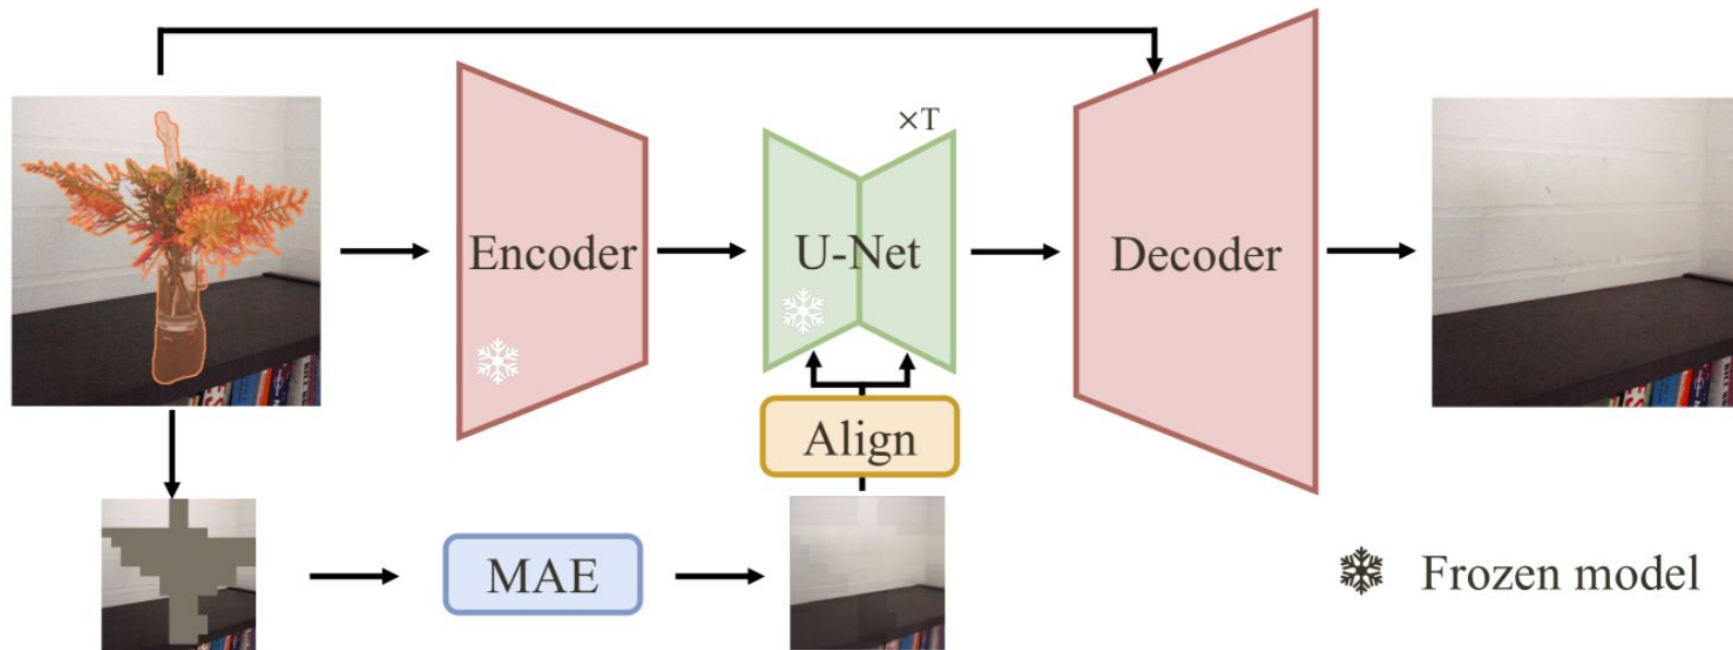 ×T
Encoder
U-Net
Decoder
Align
MAE
Frozen model